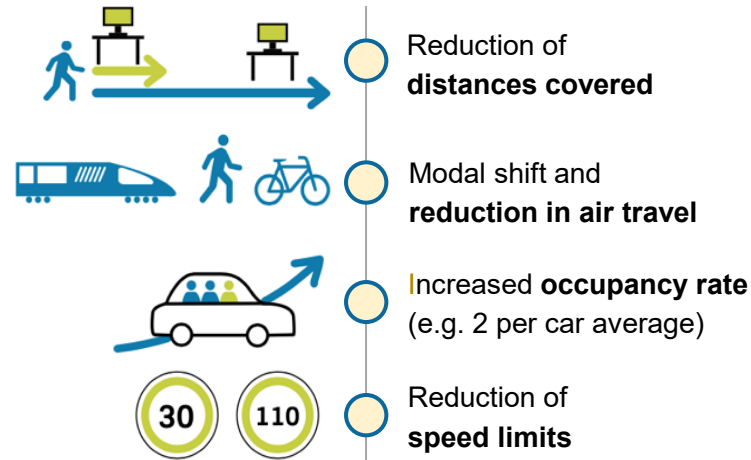 Reduction of
distances covered
Modal shift and
reduction in air travel
Increased occupancy rate
(e.g. 2 per car average)
30
110
Reduction of
speed limits